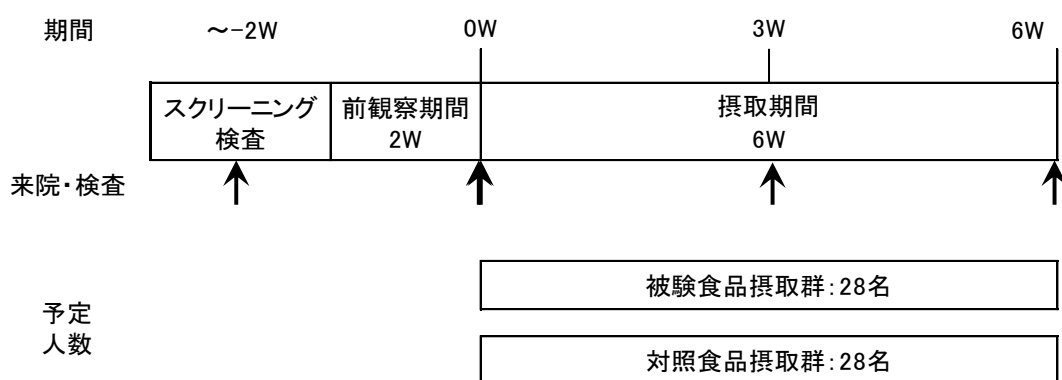 期間 ～-2W 0W 3W 6W
スクリーニング 前観察期間 摂取期間
検査 2W 6W
来院・検査
被験食品摂取群:28名
予定
人数
対照食品摂取群:28名